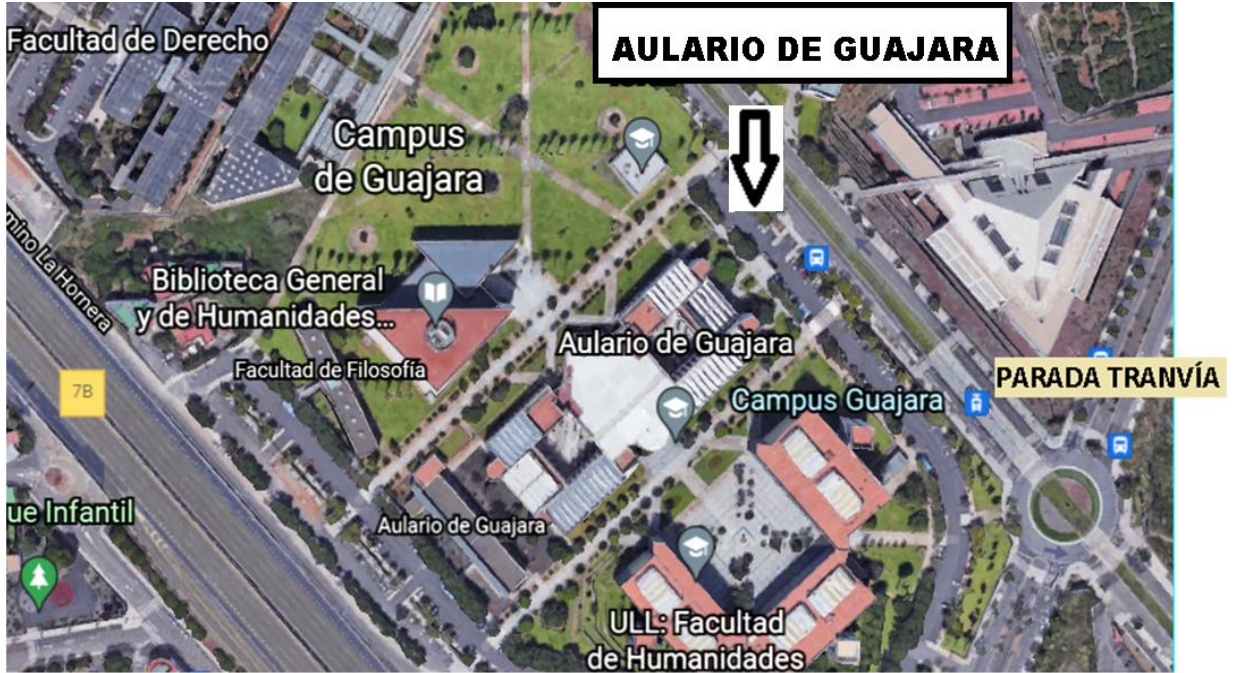 Facultad de Derecho
AULARIO DE GUAJARA
Campus
de Guajara
Biblioteca General
y de Humanidades...
mino La Hornera
Aulario de Guajara
Facultad de Filosofía
7B
PARADA TRANVÍA
Campus Guajara
ue Infantil
Aulario de Guajara
ULL: Facultad
de Humanidades